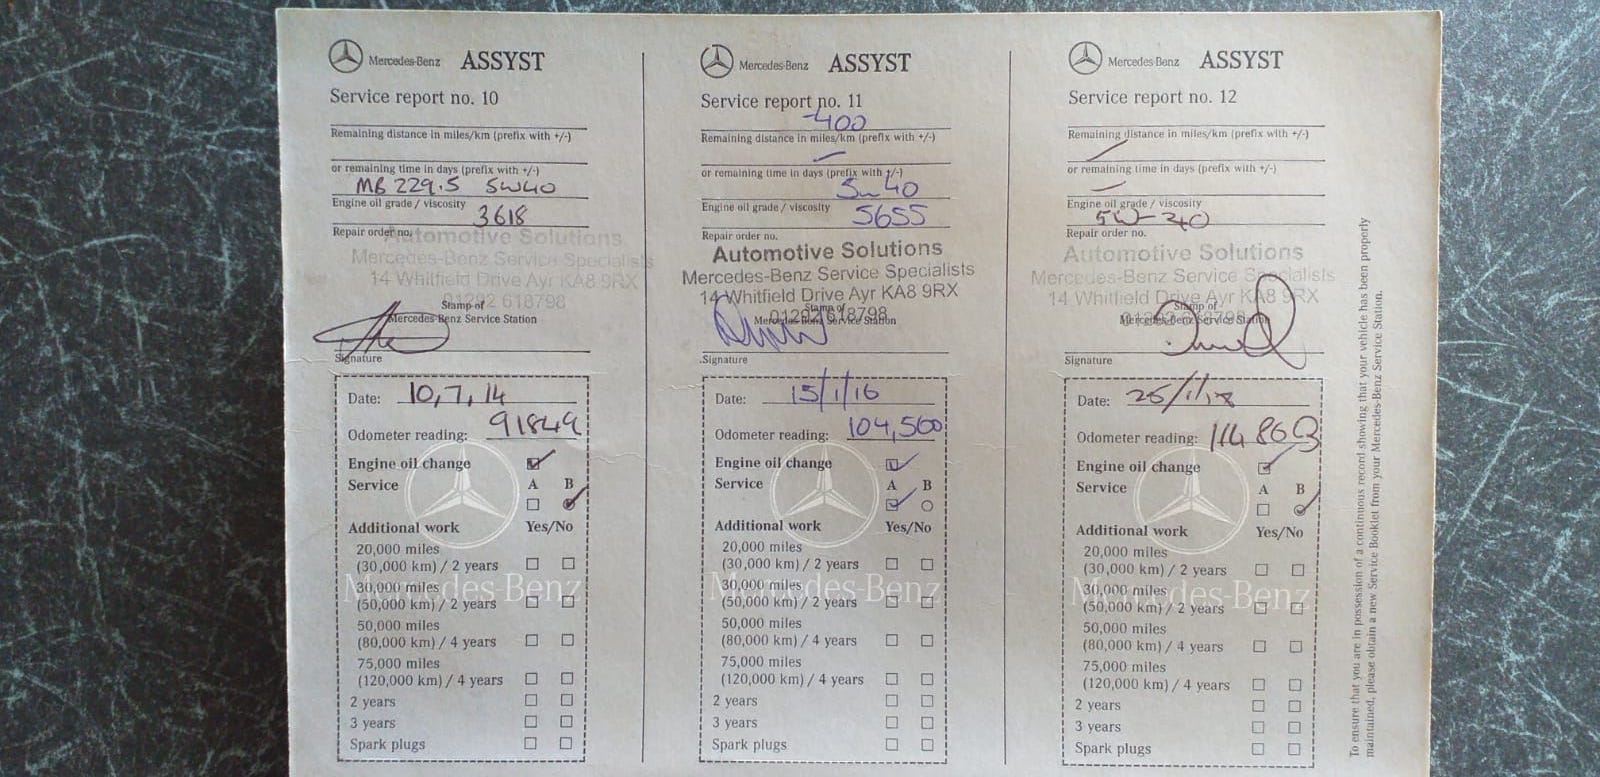 Mercedes-Benz ASSYST
Service report no. 10
Remaining distance in miles/km (prefix with +/-)
or remaining time in days (prefix with +/-)
MB 229.5 5W40
Engine oil grade / viscosity
3618
Repair order no.
Automotive Solutions
Mercedes-Benz Service Specialists
14 Whitfield Drive Ayr KA8 9RX
01292 618798
Stamp of
Mercedes-Benz Service Station
Signature
Date: 10,7,14
Odometer reading: 91849
Engine oil change
Service A B
Additional work Yes/No
20,000 miles
(30,000 km) / 2 years
30,000 miles
(50,000 km) / 2 years
50,000 miles
(80,000 km) / 4 years
75,000 miles
(120,000 km) / 4 years
2 years
3 years
Spark plugs
Mercedes-Benz
Mercedes-Benz ASSYST
Service report no. 11
-400
Remaining distance in miles/km (prefix with +/-)
or remaining time in days (prefix with +/-)
5w40
Engine oil grade / viscosity
5655
Repair order no.
Automotive Solutions
Mercedes-Benz Service Specialists
14 Whitfield Drive Ayr KA8 9RX
01292 618798
Stamp of
Mercedes-Benz Service Station
Signature
Date: 15/1/16
Odometer reading: 104,560
Engine oil change
Service A B
Additional work Yes/No
20,000 miles
(30,000 km) / 2 years
30,000 miles
(50,000 km) / 2 years
50,000 miles
(80,000 km) / 4 years
75,000 miles
(120,000 km) / 4 years
2 years
3 years
Spark plugs
Mercedes-Benz
Mercedes-Benz ASSYST
Service report no. 12
Remaining distance in miles/km (prefix with +/-)
or remaining time in days (prefix with +/-)
Engine oil grade / viscosity
5W-40
Repair order no.
Automotive Solutions
Mercedes-Benz Service Specialists
14 Whitfield Drive Ayr KA8 9RX
01292 618798
Stamp of
Mercedes-Benz Service Station
Signature
Date:
Odometer reading:
Engine oil change
Service A B
Additional work Yes/No
20,000 miles
(30,000 km) / 2 years
30,000 miles
(50,000 km) / 2 years
50,000 miles
(80,000 km) / 4 years
75,000 miles
(120,000 km) / 4 years
2 years
3 years
Spark plugs
Mercedes-Benz
To ensure that you are in possession of a continuous record showing that your vehicle has been properly
maintained, please obtain a new Service Booklet from your Mercedes-Benz Service Station.